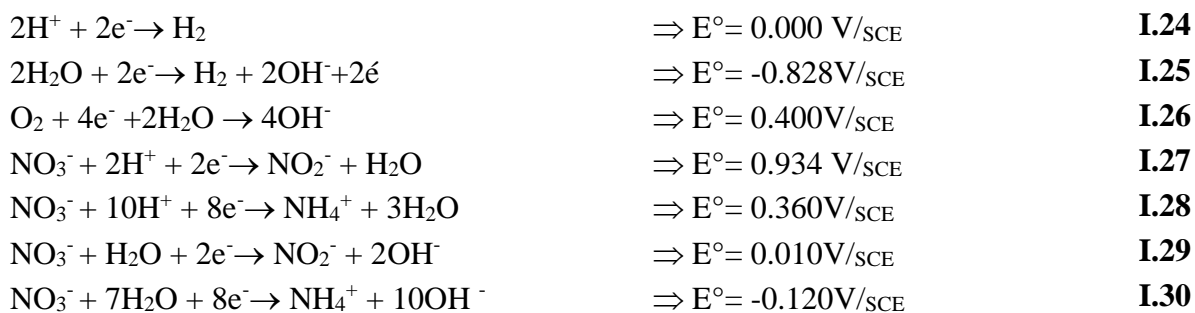 2H⁺ + 2e⁻→ H₂ ⇒ E°= 0.000 V/SCE I.24
2H₂O + 2e⁻→ H₂ + 2OH⁻+2é ⇒ E°= -0.828V/SCE I.25
O₂ + 4e⁻ +2H₂O → 4OH⁻ ⇒ E°= 0.400V/SCE I.26
NO₃⁻ + 2H⁺ + 2e⁻→ NO₂⁻ + H₂O ⇒ E°= 0.934 V/SCE I.27
NO₃⁻ + 10H⁺ + 8e⁻→ NH₄⁺ + 3H₂O ⇒ E°= 0.360V/SCE I.28
NO₃⁻ + H₂O + 2e⁻→ NO₂⁻ + 2OH⁻ ⇒ E°= 0.010V/SCE I.29
NO₃⁻ + 7H₂O + 8e⁻→ NH₄⁺ + 10OH ⁻ ⇒ E°= -0.120V/SCE I.30